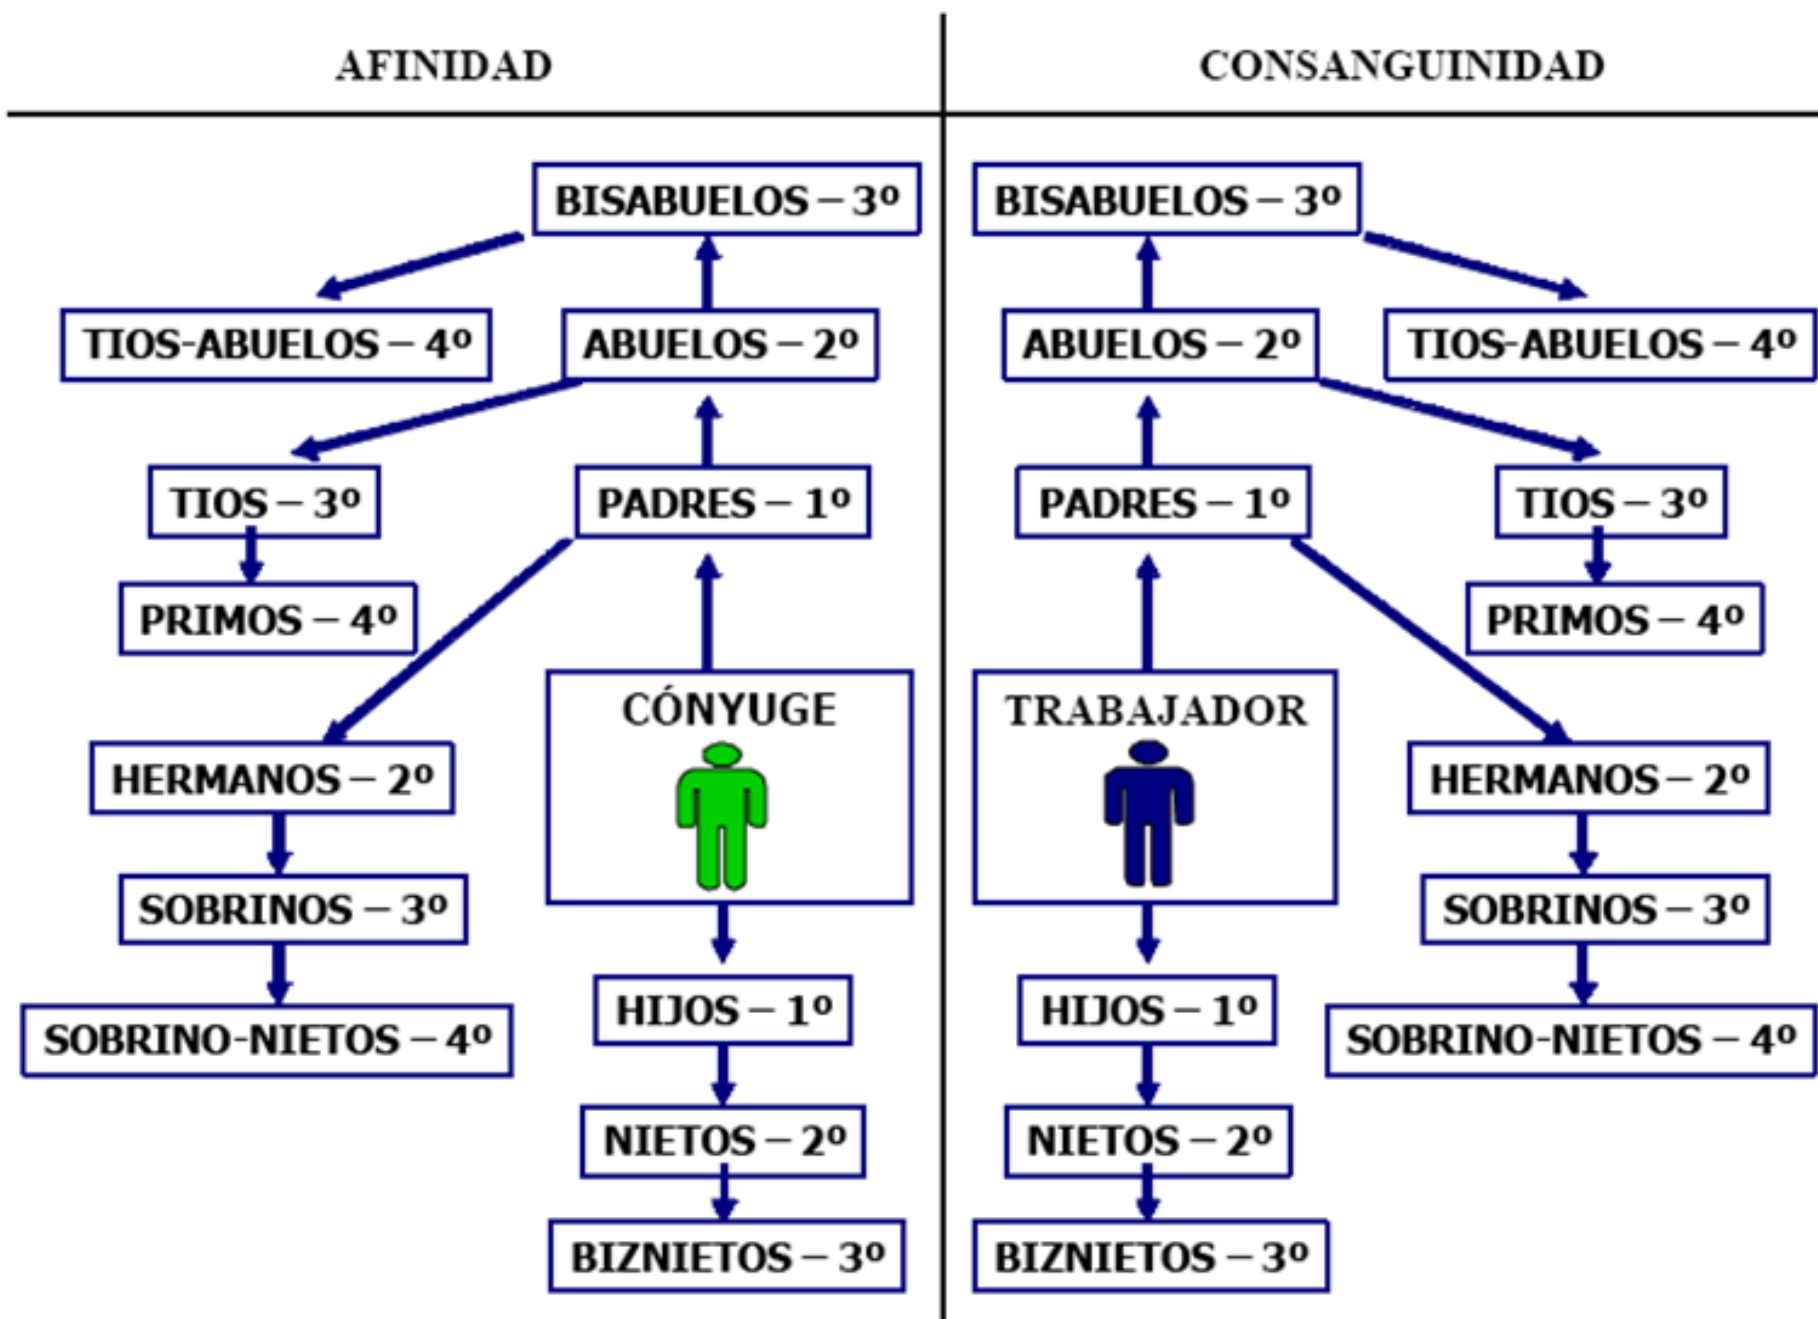 AFINIDAD
CONSANGUINIDAD
BISABUELOS – 3º
BISABUELOS – 3º
TIOS-ABUELOS – 4º
ABUELOS – 2º
ABUELOS – 2º
TIOS-ABUELOS – 4º
TIOS – 3º
PADRES – 1º
PADRES – 1º
TIOS – 3º
PRIMOS – 4º
PRIMOS – 4º
CÓNYUGE
TRABAJADOR
HERMANOS – 2º
HERMANOS – 2º
SOBRINOS – 3º
SOBRINOS – 3º
HIJOS – 1º
HIJOS – 1º
SOBRINO-NIETOS – 4º
SOBRINO-NIETOS – 4º
NIETOS – 2º
NIETOS – 2º
BIZNIETOS – 3º
BIZNIETOS – 3º